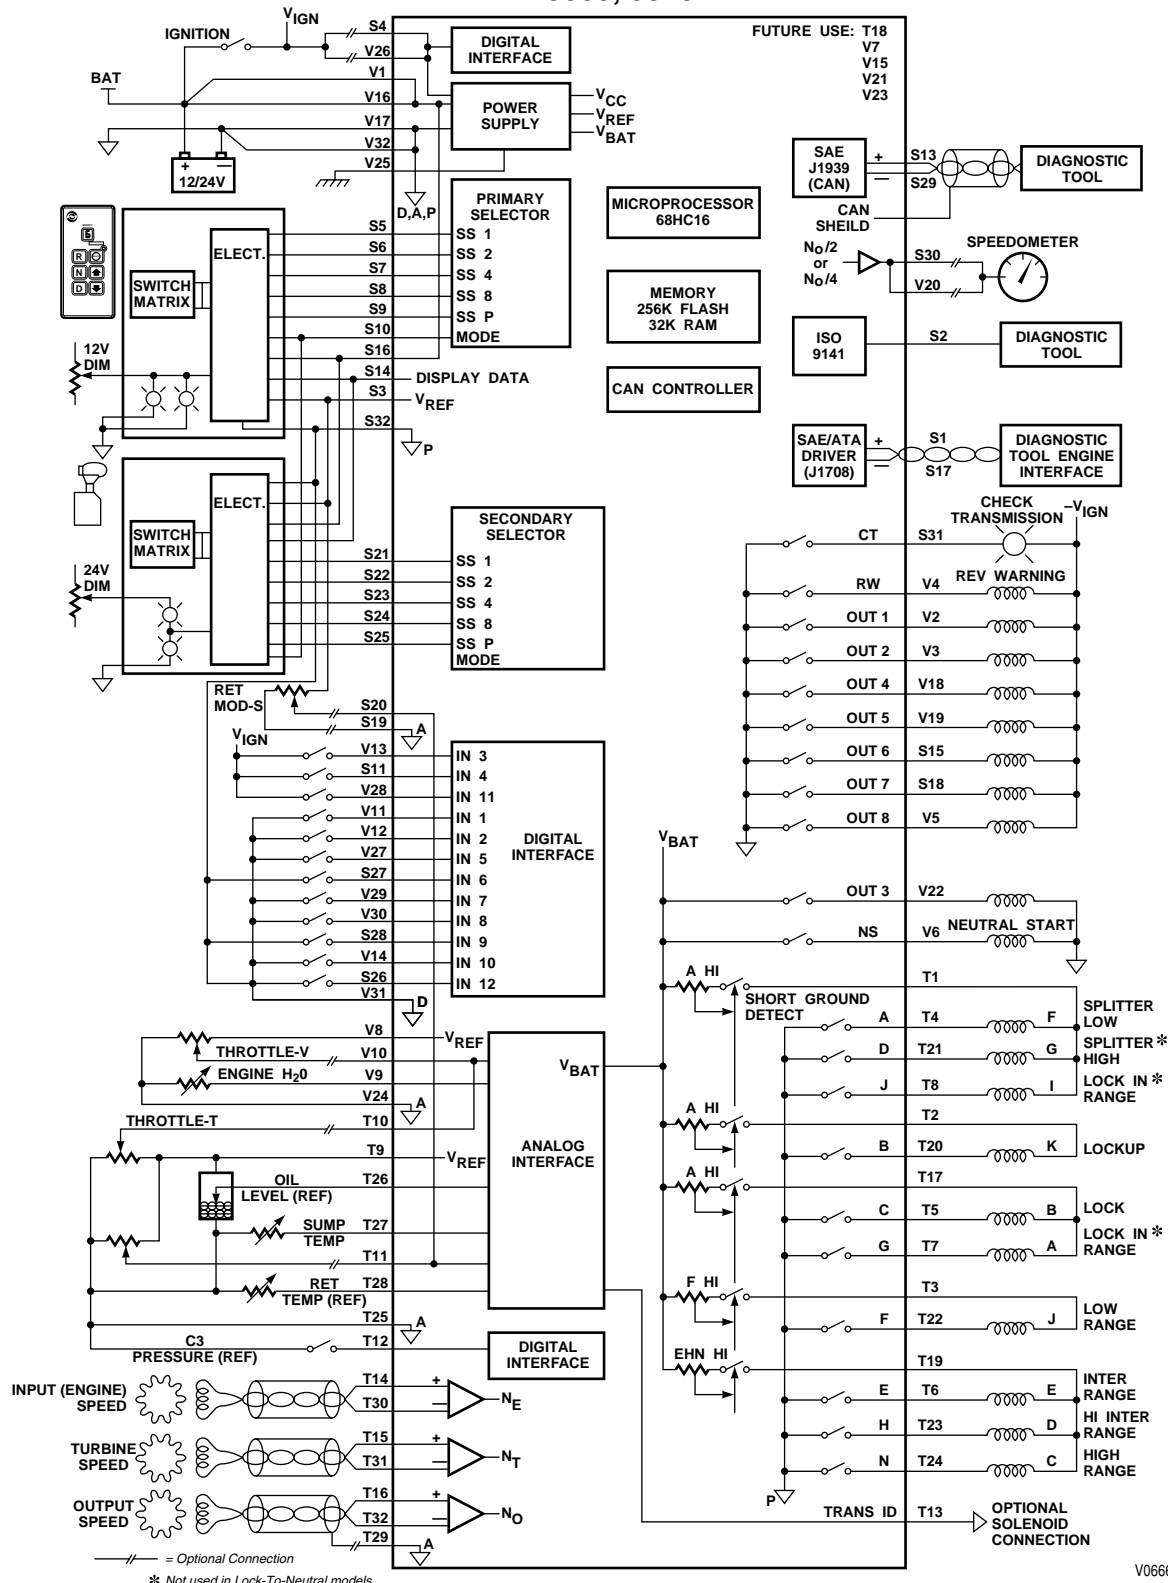 V IGN
IGNITION
S4
V26
V1
BAT
V16
V17
V32
V25
+ –
12/24V
DIGITAL
INTERFACE
POWER
SUPPLY
VCC
VREF
VBAT
D,A,P
FUTURE USE: T18
V7
V15
V21
V23
SAE
J1939
(CAN)
+
–
S13
S29
DIAGNOSTIC
TOOL
CAN
SHEILD
MICROPROCESSOR
68HC16
MEMORY
256K FLASH
32K RAM
CAN CONTROLLER
NO/2
or
NO/4
S30
V20
SPEEDOMETER
ISO
9141
S2
DIAGNOSTIC
TOOL
SAE/ATA
DRIVER
(J1708)
+
–
S1
S17
DIAGNOSTIC
TOOL ENGINE
INTERFACE
R
N
D
SWITCH
MATRIX
ELECT.
12V
DIM
S5
S6
S7
S8
S9
S10
S16
S14
S3
S32
PRIMARY
SELECTOR
SS 1
SS 2
SS 4
SS 8
SS P
MODE
DISPLAY DATA
VREF
P
SWITCH
MATRIX
ELECT.
24V
DIM
S21
S22
S23
S24
S25
SECONDARY
SELECTOR
SS 1
SS 2
SS 4
SS 8
SS P
MODE
RET
MOD-S
S20
S19
A
VIGN
V13 IN 3
S11 IN 4
V28 IN 11
V11 IN 1
V12 IN 2
V27 IN 5
S27 IN 6
V29 IN 7
V30 IN 8
S28 IN 9
V14 IN 10
S26 IN 12
V31 D
DIGITAL
INTERFACE
CHECK
TRANSMISSION
–VIGN
CT S31
REV WARNING
RW V4
OUT 1 V2
OUT 2 V3
OUT 4 V18
OUT 5 V19
OUT 6 S15
OUT 7 S18
OUT 8 V5
VBAT
OUT 3 V22
NS V6 NEUTRAL START
V8 VREF
THROTTLE-V V10
ENGINE H20 V9
V24 A
THROTTLE-T T10
T9 VREF
OIL
LEVEL (REF)
T26
SUMP
TEMP
T27
T11
RET
TEMP (REF)
T28
T25 A
C3
PRESSURE (REF)
T12
VBAT
ANALOG
INTERFACE
DIGITAL
INTERFACE
A HI T1
SHORT GROUND
DETECT
A T4 F SPLITTER
LOW
D T21 G SPLITTER *
HIGH
J T8 I LOCK IN *
RANGE
A HI T2
B T20 K LOCKUP
A HI T17
C T5 B LOCK
G T7 A LOCK IN *
RANGE
F HI T3
F T22 J LOW
RANGE
EHN HI T19
E T6 E INTER
RANGE
H T23 D HI INTER
RANGE
N T24 C HIGH
RANGE
P
TRANS ID T13
OPTIONAL
SOLENOID
CONNECTION
INPUT (ENGINE)
SPEED
T14 +
T30 –
NE
TURBINE
SPEED
T15 +
T31 –
NT
OUTPUT
SPEED
T16 +
T32 –
NO
T29 A
= Optional Connection
* Not used in Lock-To-Neutral models